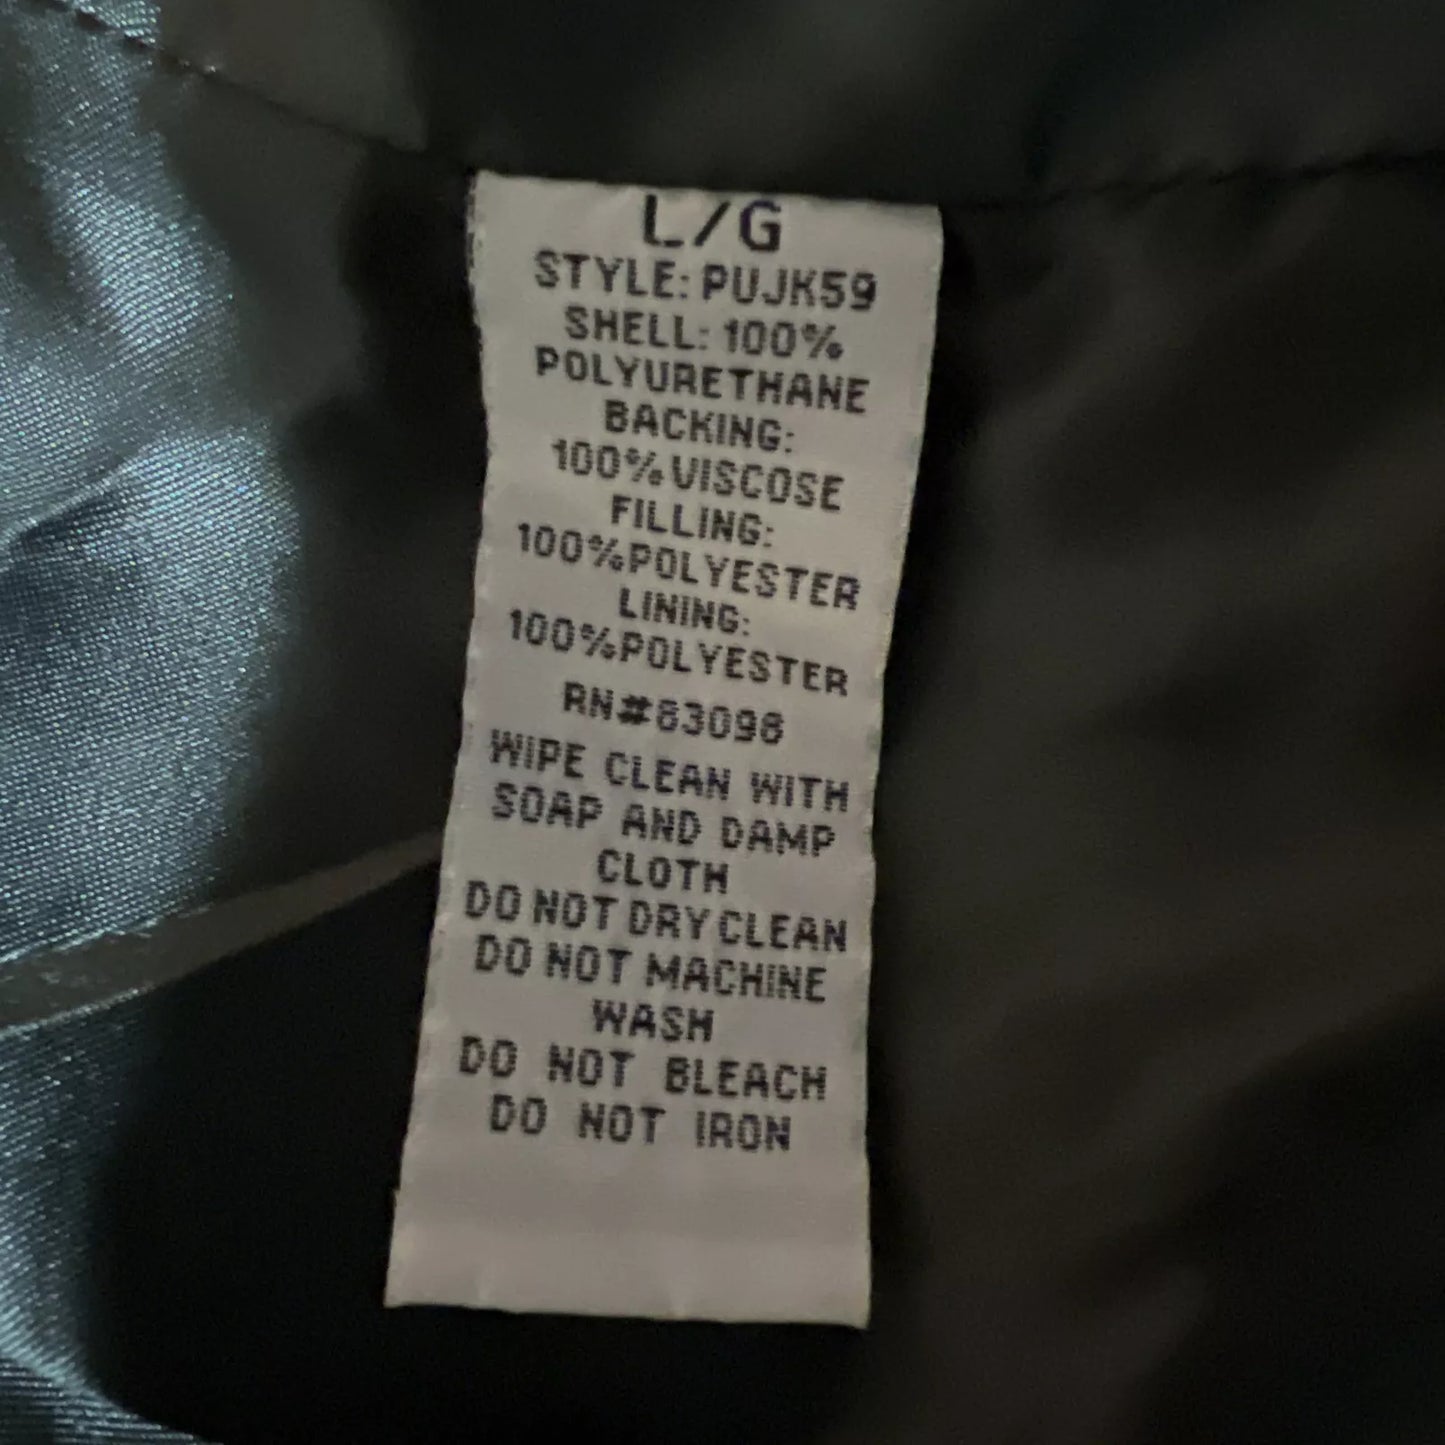 L/G
STYLE: PUJK59
SHELL: 100%
POLYURETHANE
BACKING:
100% VISCOSE
FILLING:
100%POLYESTER
LINING:
100%POLYESTER
RN#83098
WIPE CLEAN WITH
SOAP AND DAMP
CLOTH
DO NOT DRY CLEAN
DO NOT MACHINE
WASH
DO NOT BLEACH
DO NOT IRON